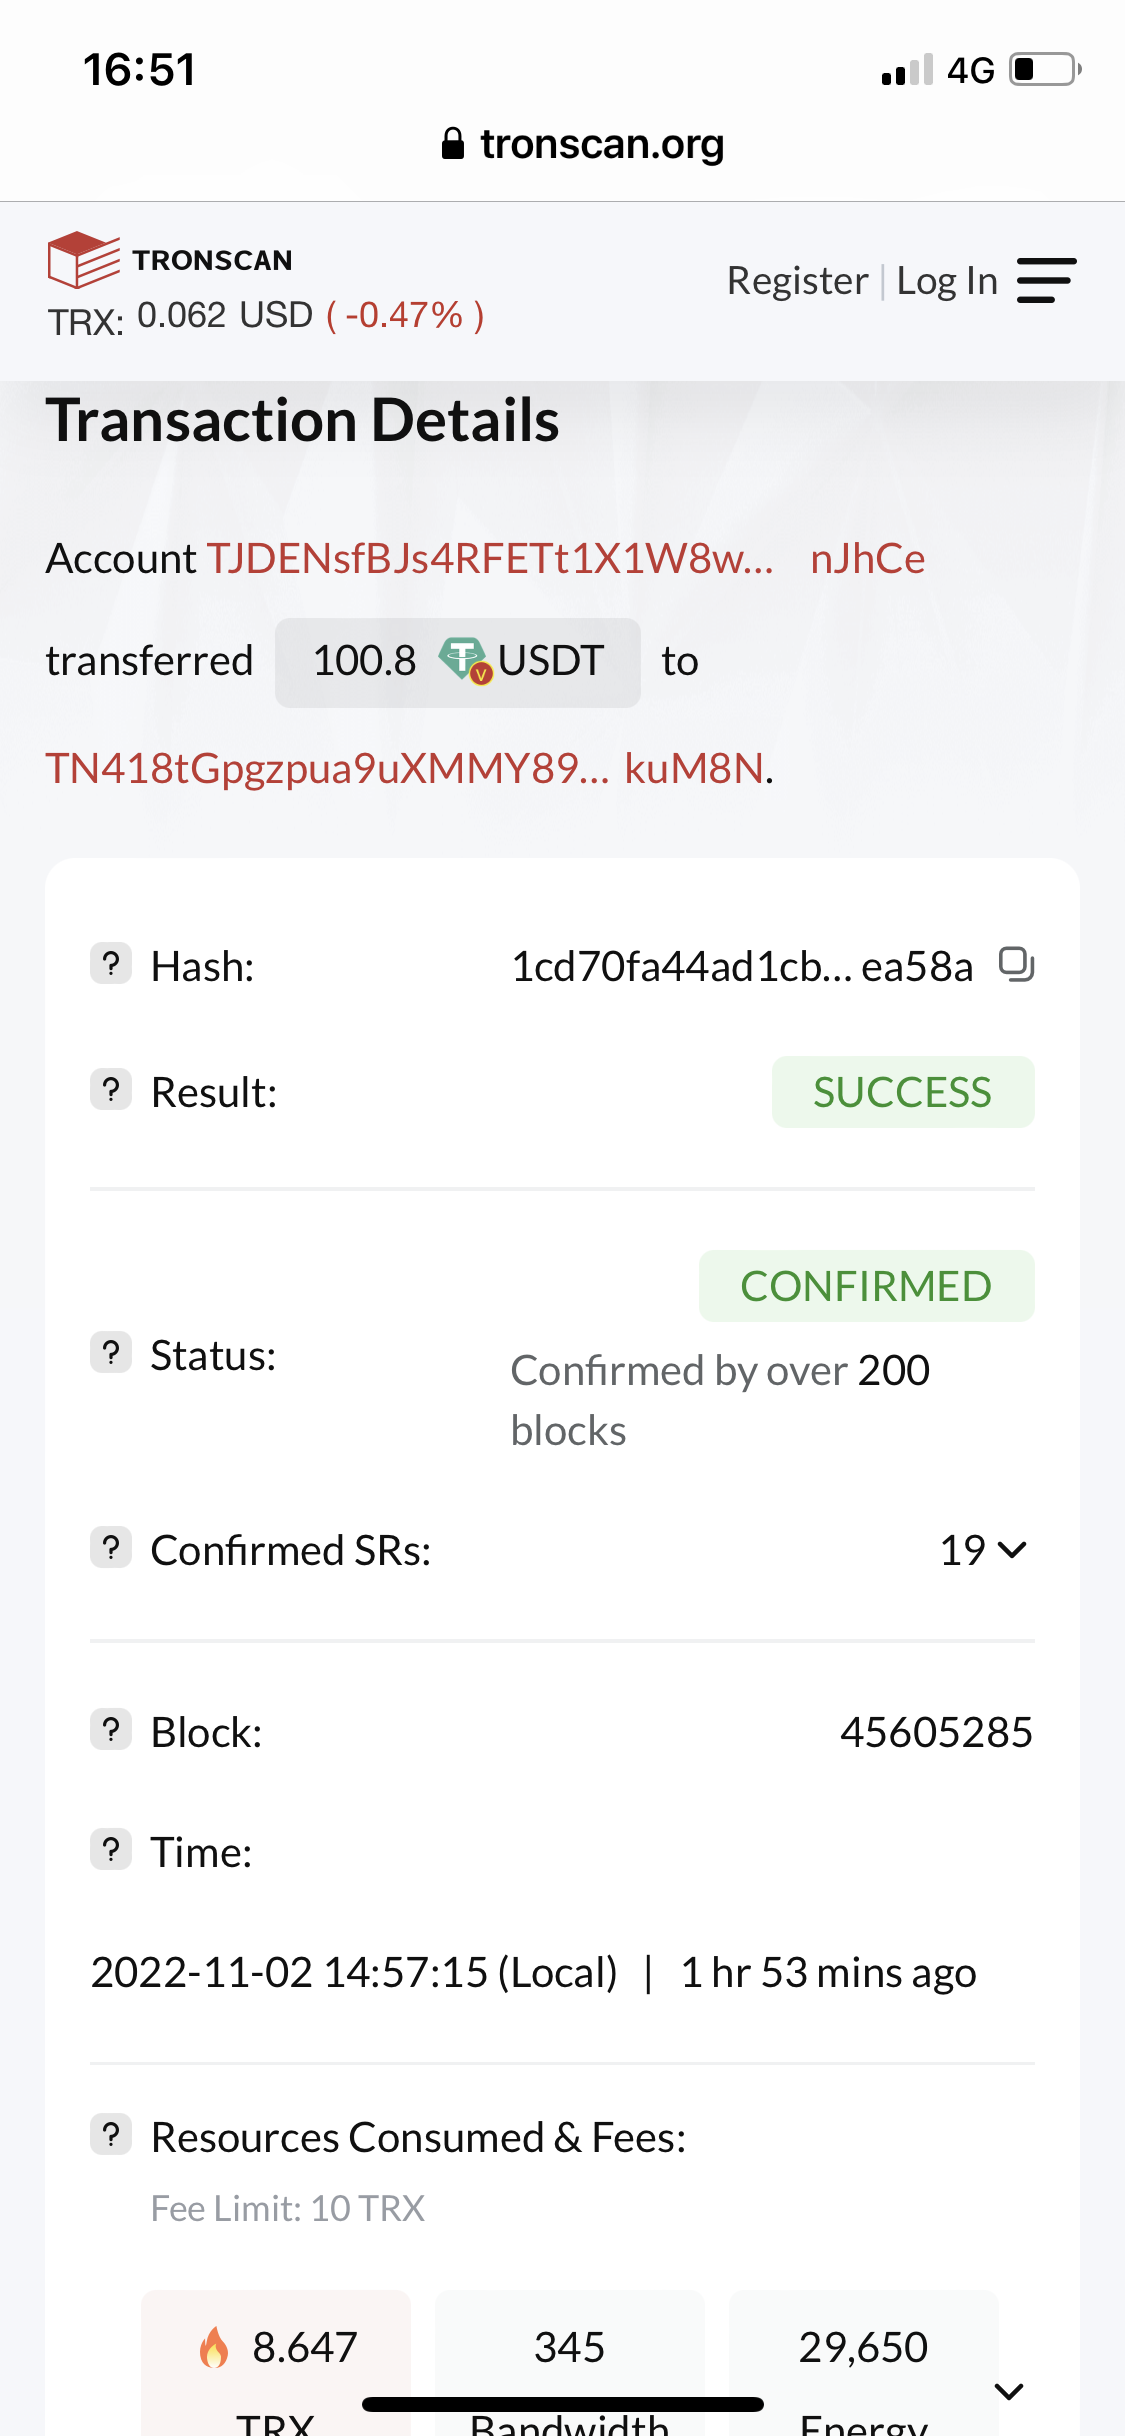 16:51
4G
tronscan.org
TRONSCAN
TRX: 0.062 USD ( -0.47% )
Register | Log In
Transaction Details
Account TJDENsfBJs4RFETt1X1W8w... nJhCe
transferred 100.8 USDT to
TN418tGpgzpua9uXMMY89... kuM8N.
? Hash: 1cd70fa44ad1cb... ea58a
? Result: SUCCESS
CONFIRMED
? Status:
Confirmed by over 200
blocks
? Confirmed SRs: 19
? Block: 45605285
? Time:
2022-11-02 14:57:15 (Local) | 1 hr 53 mins ago
? Resources Consumed & Fees:
Fee Limit: 10 TRX
8.647 345 29,650
TRX Bandwidth Energy